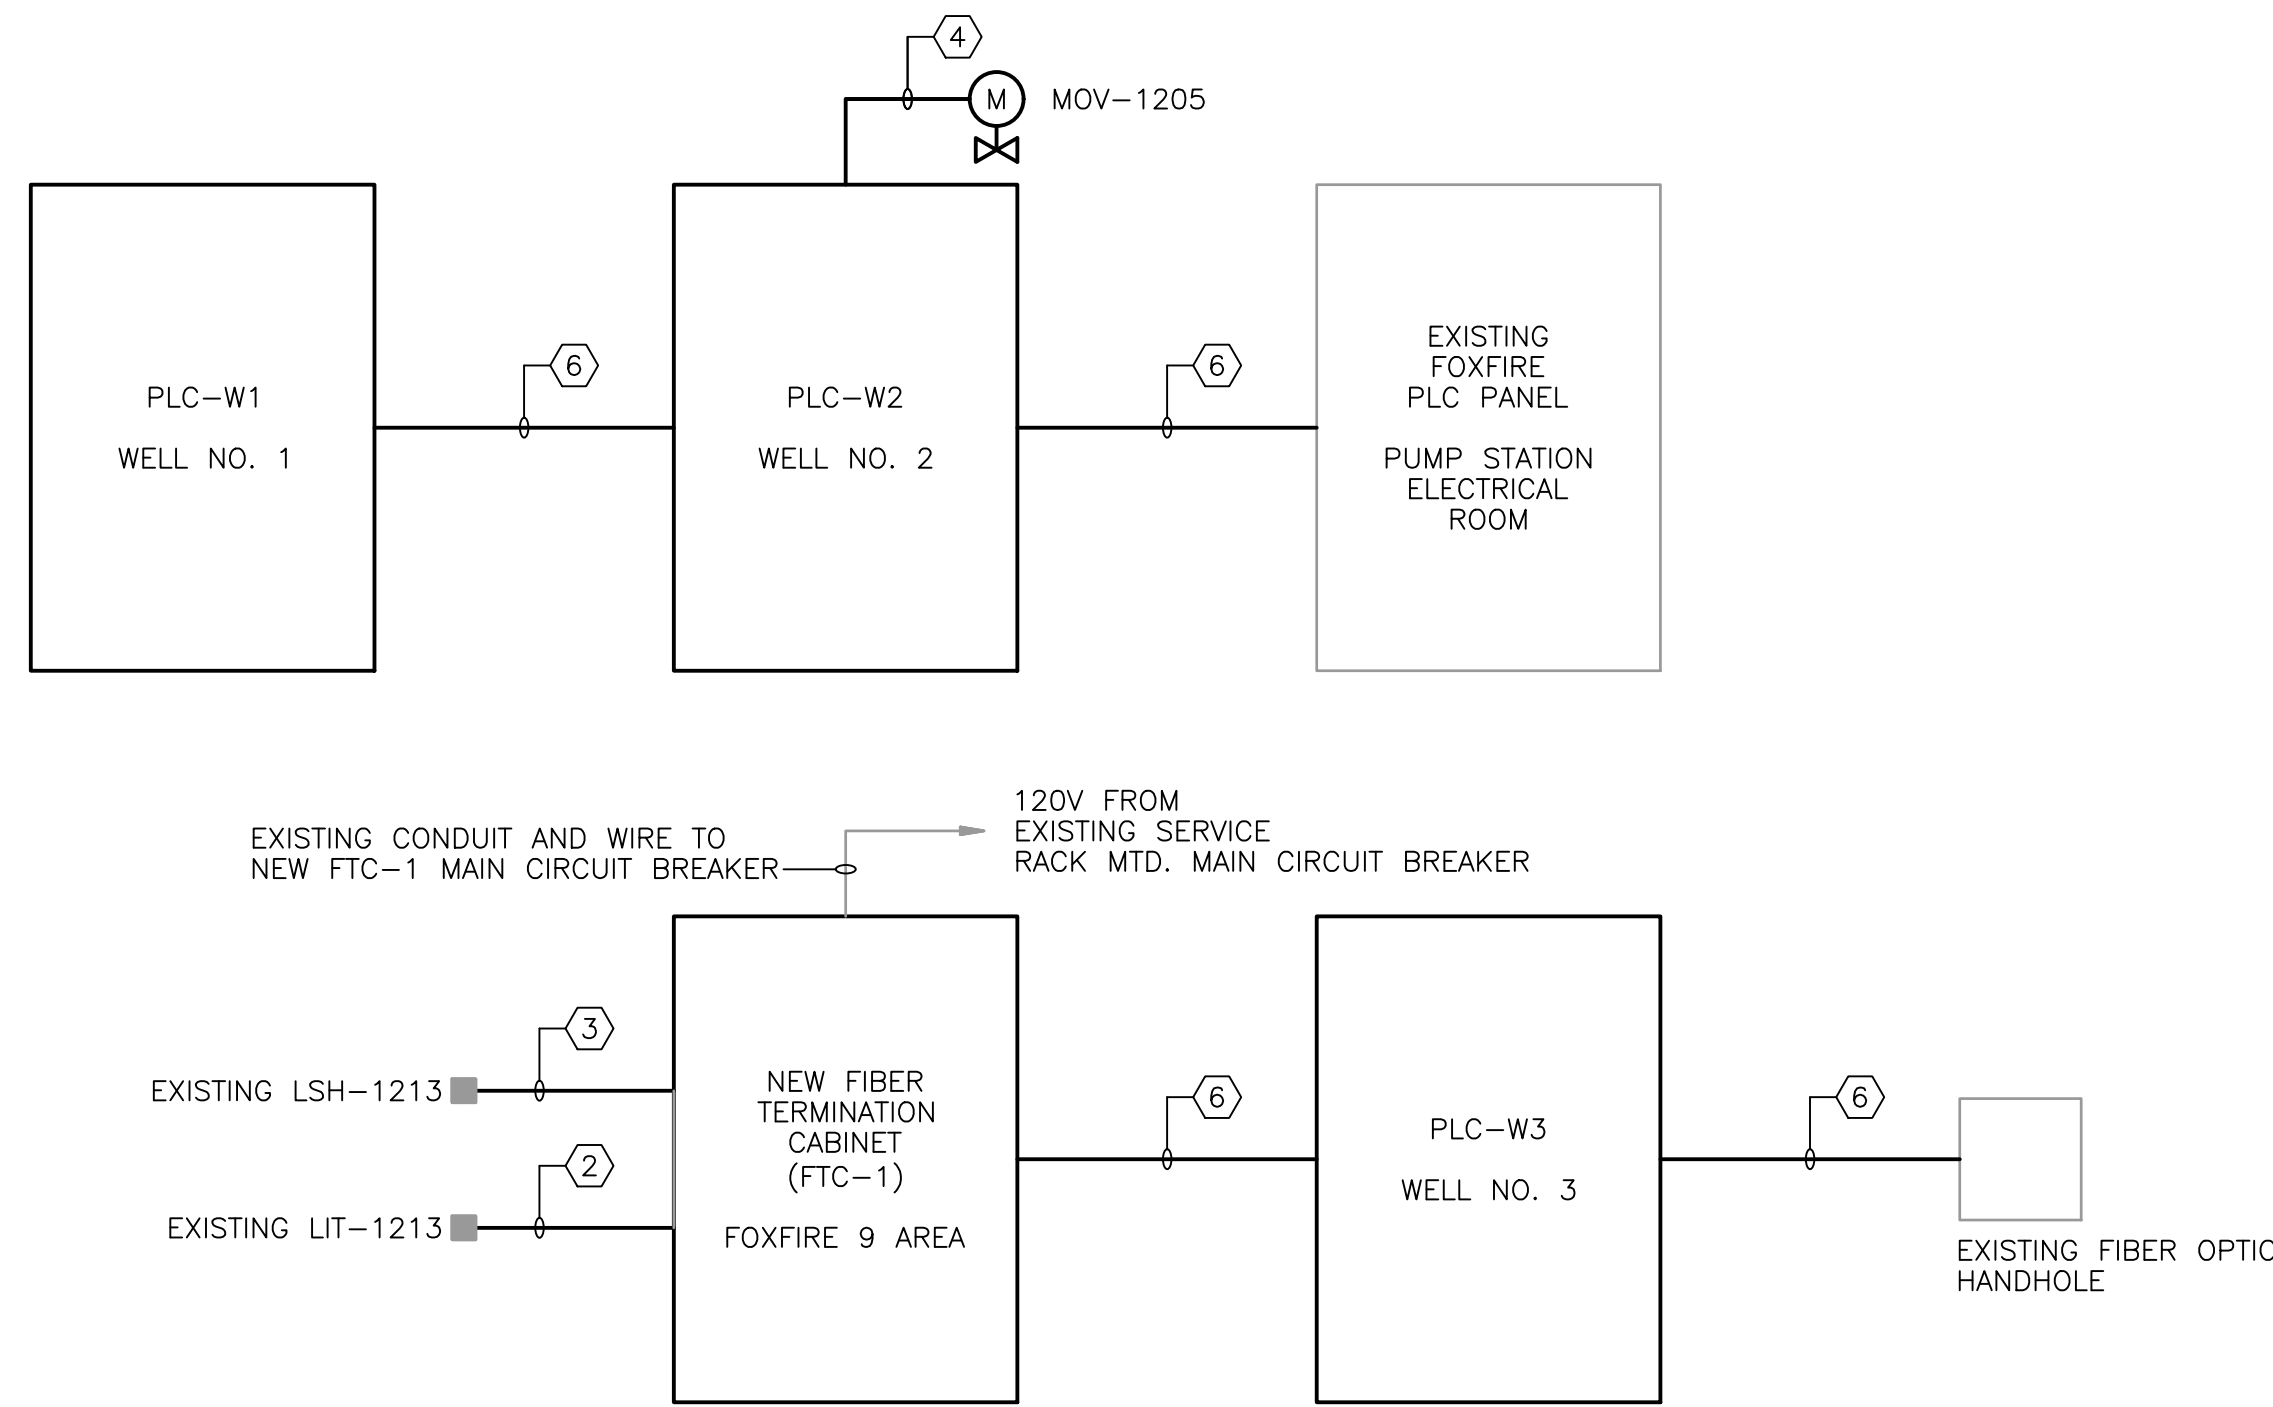 4
M
MOV-1205
PLC-W1
WELL NO. 1
6
PLC-W2
WELL NO. 2
6
EXISTING
FOXFIRE
PLC PANEL
PUMP STATION
ELECTRICAL
ROOM
EXISTING CONDUIT AND WIRE TO
NEW FTC-1 MAIN CIRCUIT BREAKER
120V FROM
EXISTING SERVICE
RACK MTD. MAIN CIRCUIT BREAKER
3
EXISTING LSH-1213
2
EXISTING LIT-1213
NEW FIBER
TERMINATION
CABINET
(FTC-1)
FOXFIRE 9 AREA
6
PLC-W3
WELL NO. 3
6
EXISTING FIBER OPTIC
HANDHOLE